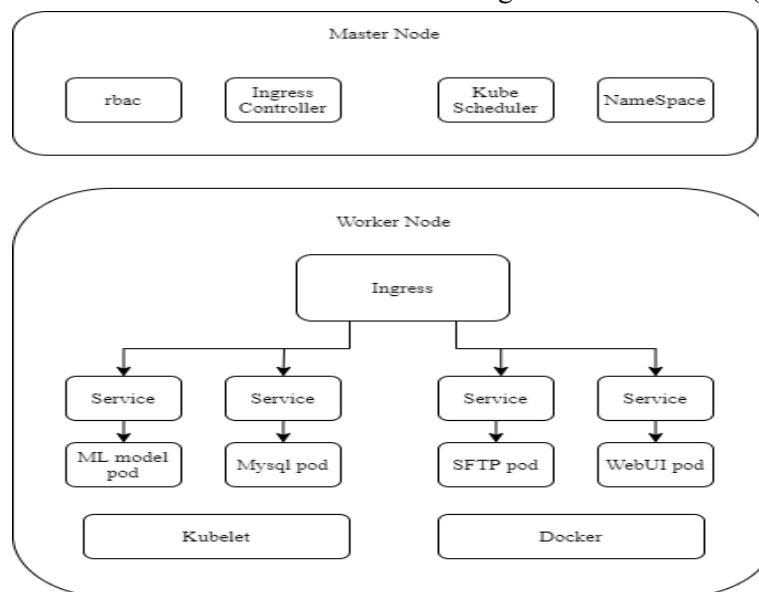 Master Node
rbac
Ingress
Controller
Kube
Scheduler
NameSpace
Worker Node
Ingress
Service
Service
Service
Service
ML model
pod
Mysql pod
SFTP pod
WebUI pod
Kubelet
Docker